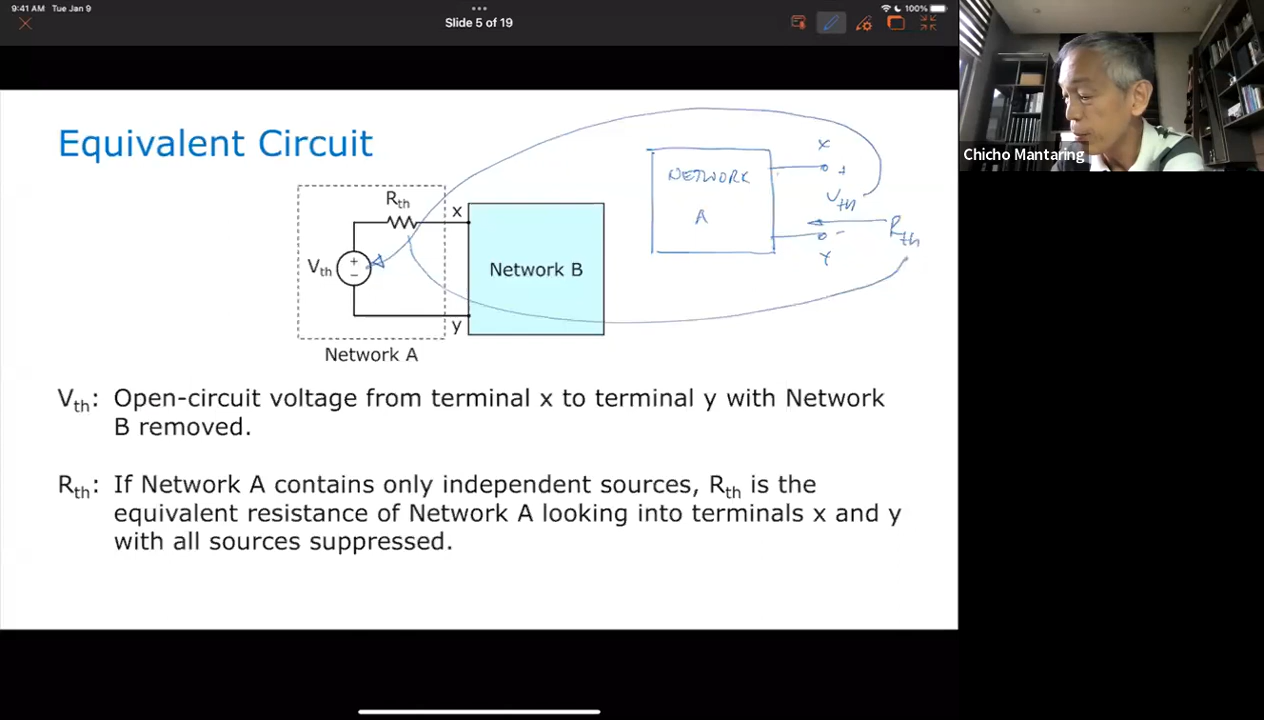 9:41 AM Tue Jan 9
100%
Slide 5 of 19
Chicho Mantaring
Equivalent Circuit
Rth
x
Vth
+
−
Network B
y
Network A
NETWORK
A
x
+
Vth
-
Rth
y
Vth: Open-circuit voltage from terminal x to terminal y with Network
B removed.
Rth: If Network A contains only independent sources, Rth is the
equivalent resistance of Network A looking into terminals x and y
with all sources suppressed.